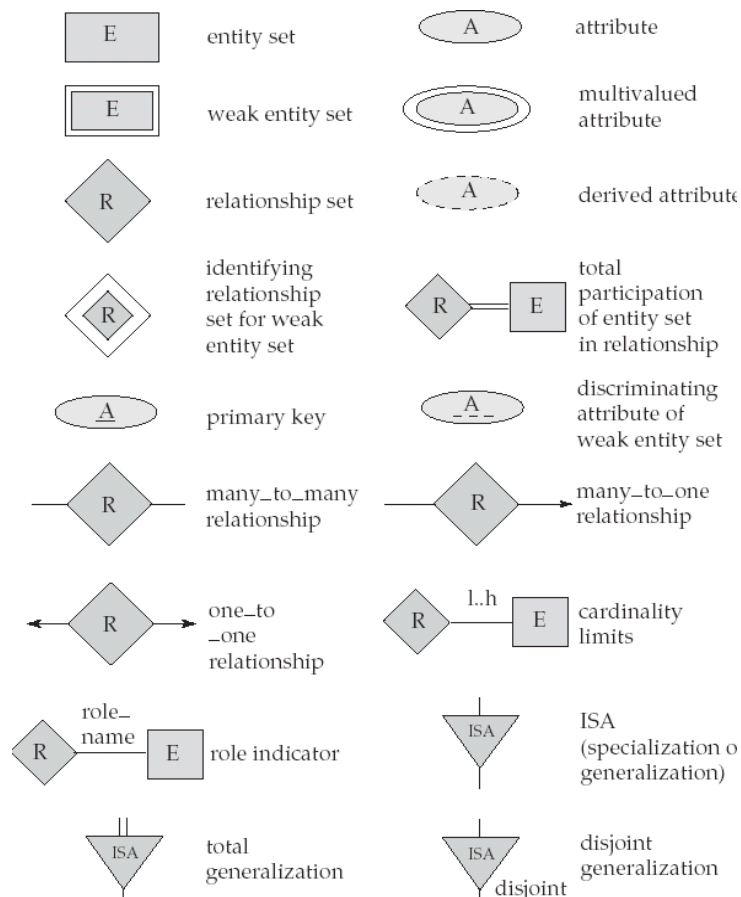 E
entity set
A
attribute
E
weak entity set
A
multivalued
attribute
R
relationship set
A
derived attribute
R
identifying
relationship
set for weak
entity set
R
E
total
participation
of entity set
in relationship
A
primary key
A
discriminating
attribute of
weak entity set
R
many_to_many
relationship
R
many_to_one
relationship
R
one_to
_one
relationship
R
l..h
E
cardinality
limits
R
role_
name
E
role indicator
ISA
ISA
(specialization o
generalization)
ISA
total
generalization
ISA
disjoint
disjoint
generalization